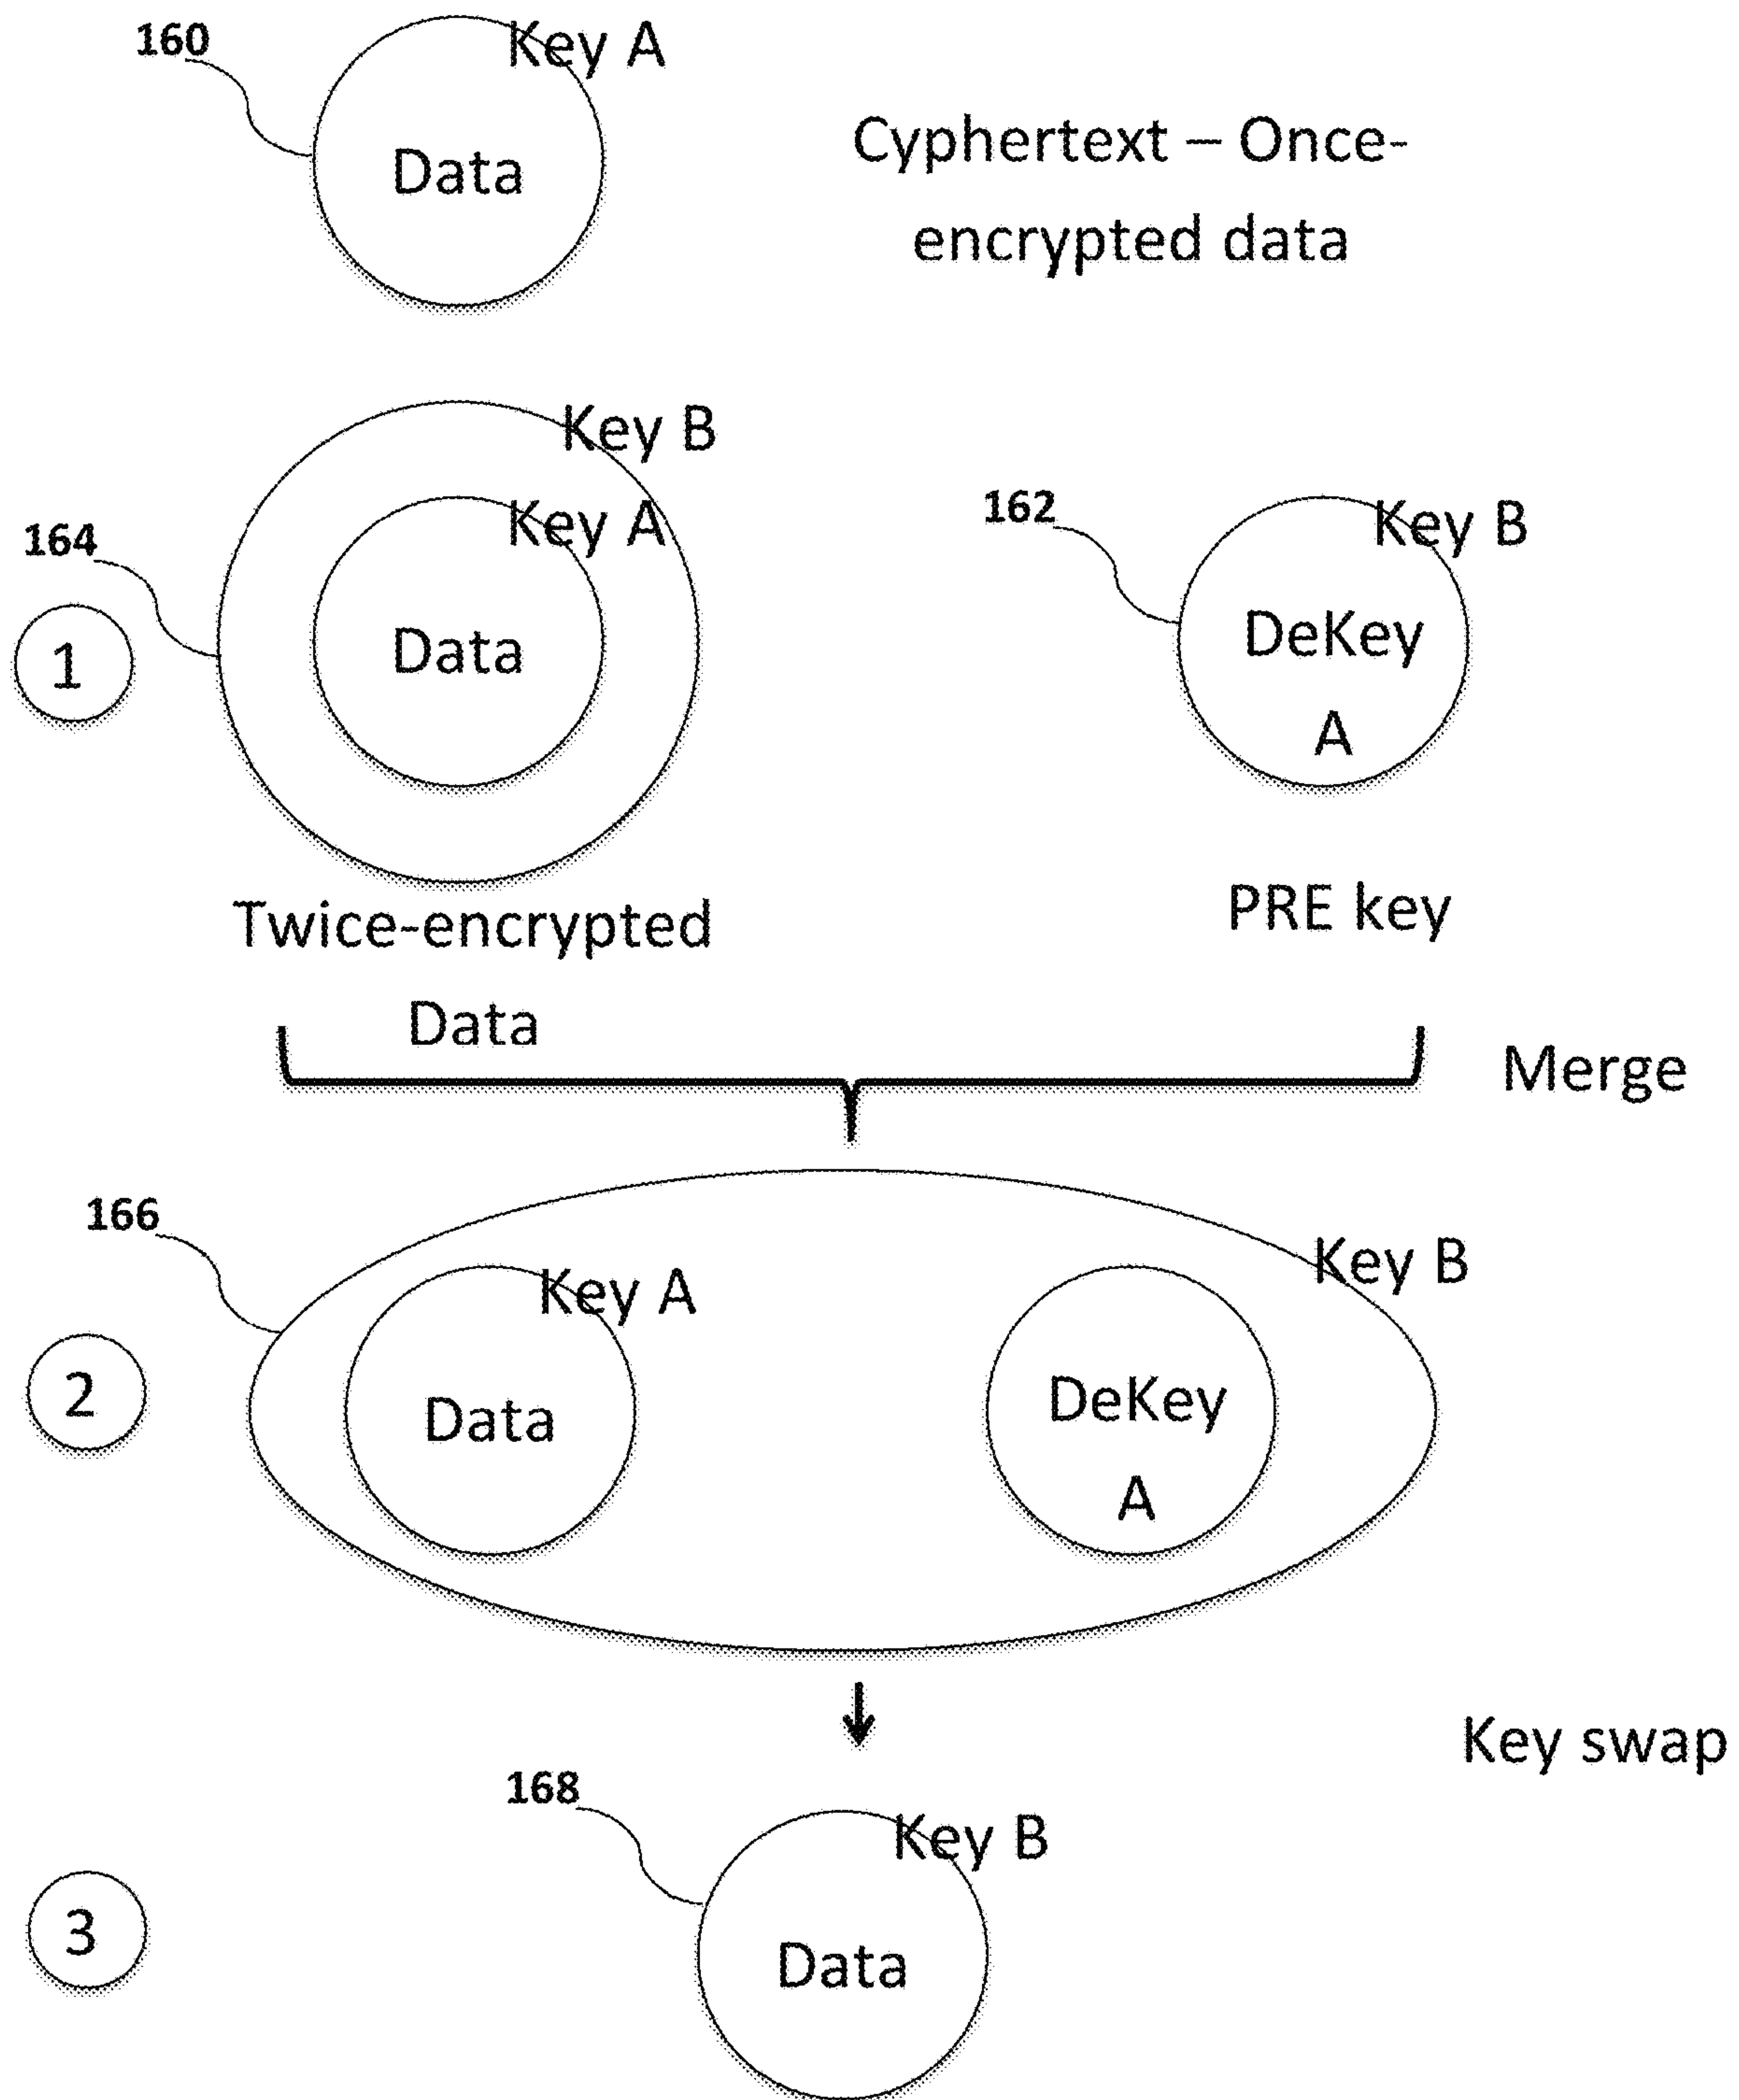 160
Key A
Data
Cyphertext – Once-
encrypted data
Key B
Key A
164
Data
1
162
Key B
DeKey
A
Twice-encrypted
Data
PRE key
Merge
166
Key A
Key B
Data
DeKey
A
2
Key swap
168
Key B
Data
3